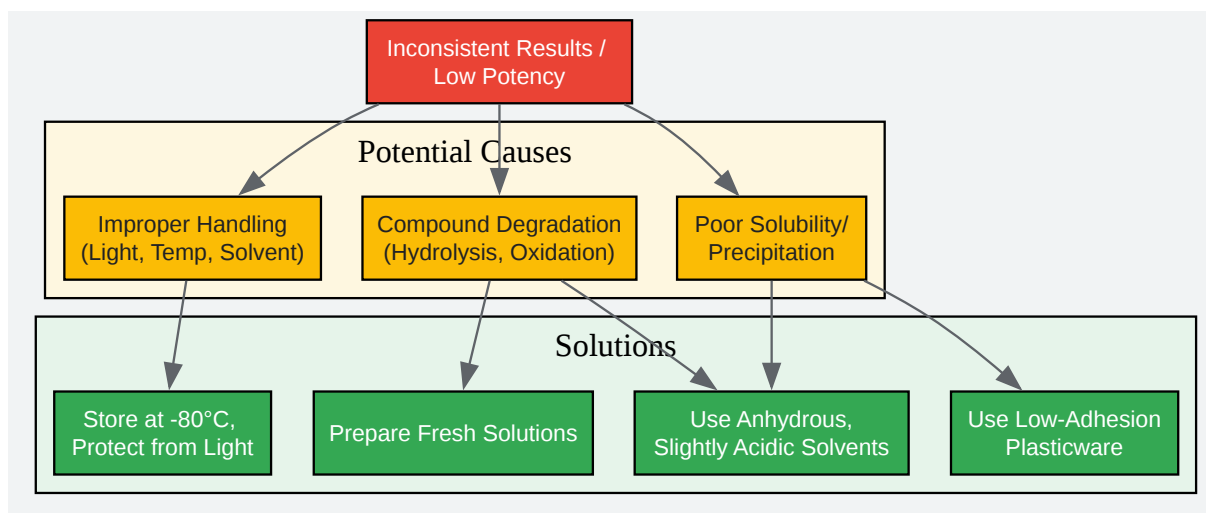 Inconsistent Results /
Low Potency
Potential Causes
Improper Handling
(Light, Temp, Solvent)
Compound Degradation
(Hydrolysis, Oxidation)
Poor Solubility/
Precipitation
Solutions
Store at -80°C,
Protect from Light
Prepare Fresh Solutions
Use Anhydrous,
Slightly Acidic Solvents
Use Low-Adhesion
Plasticware